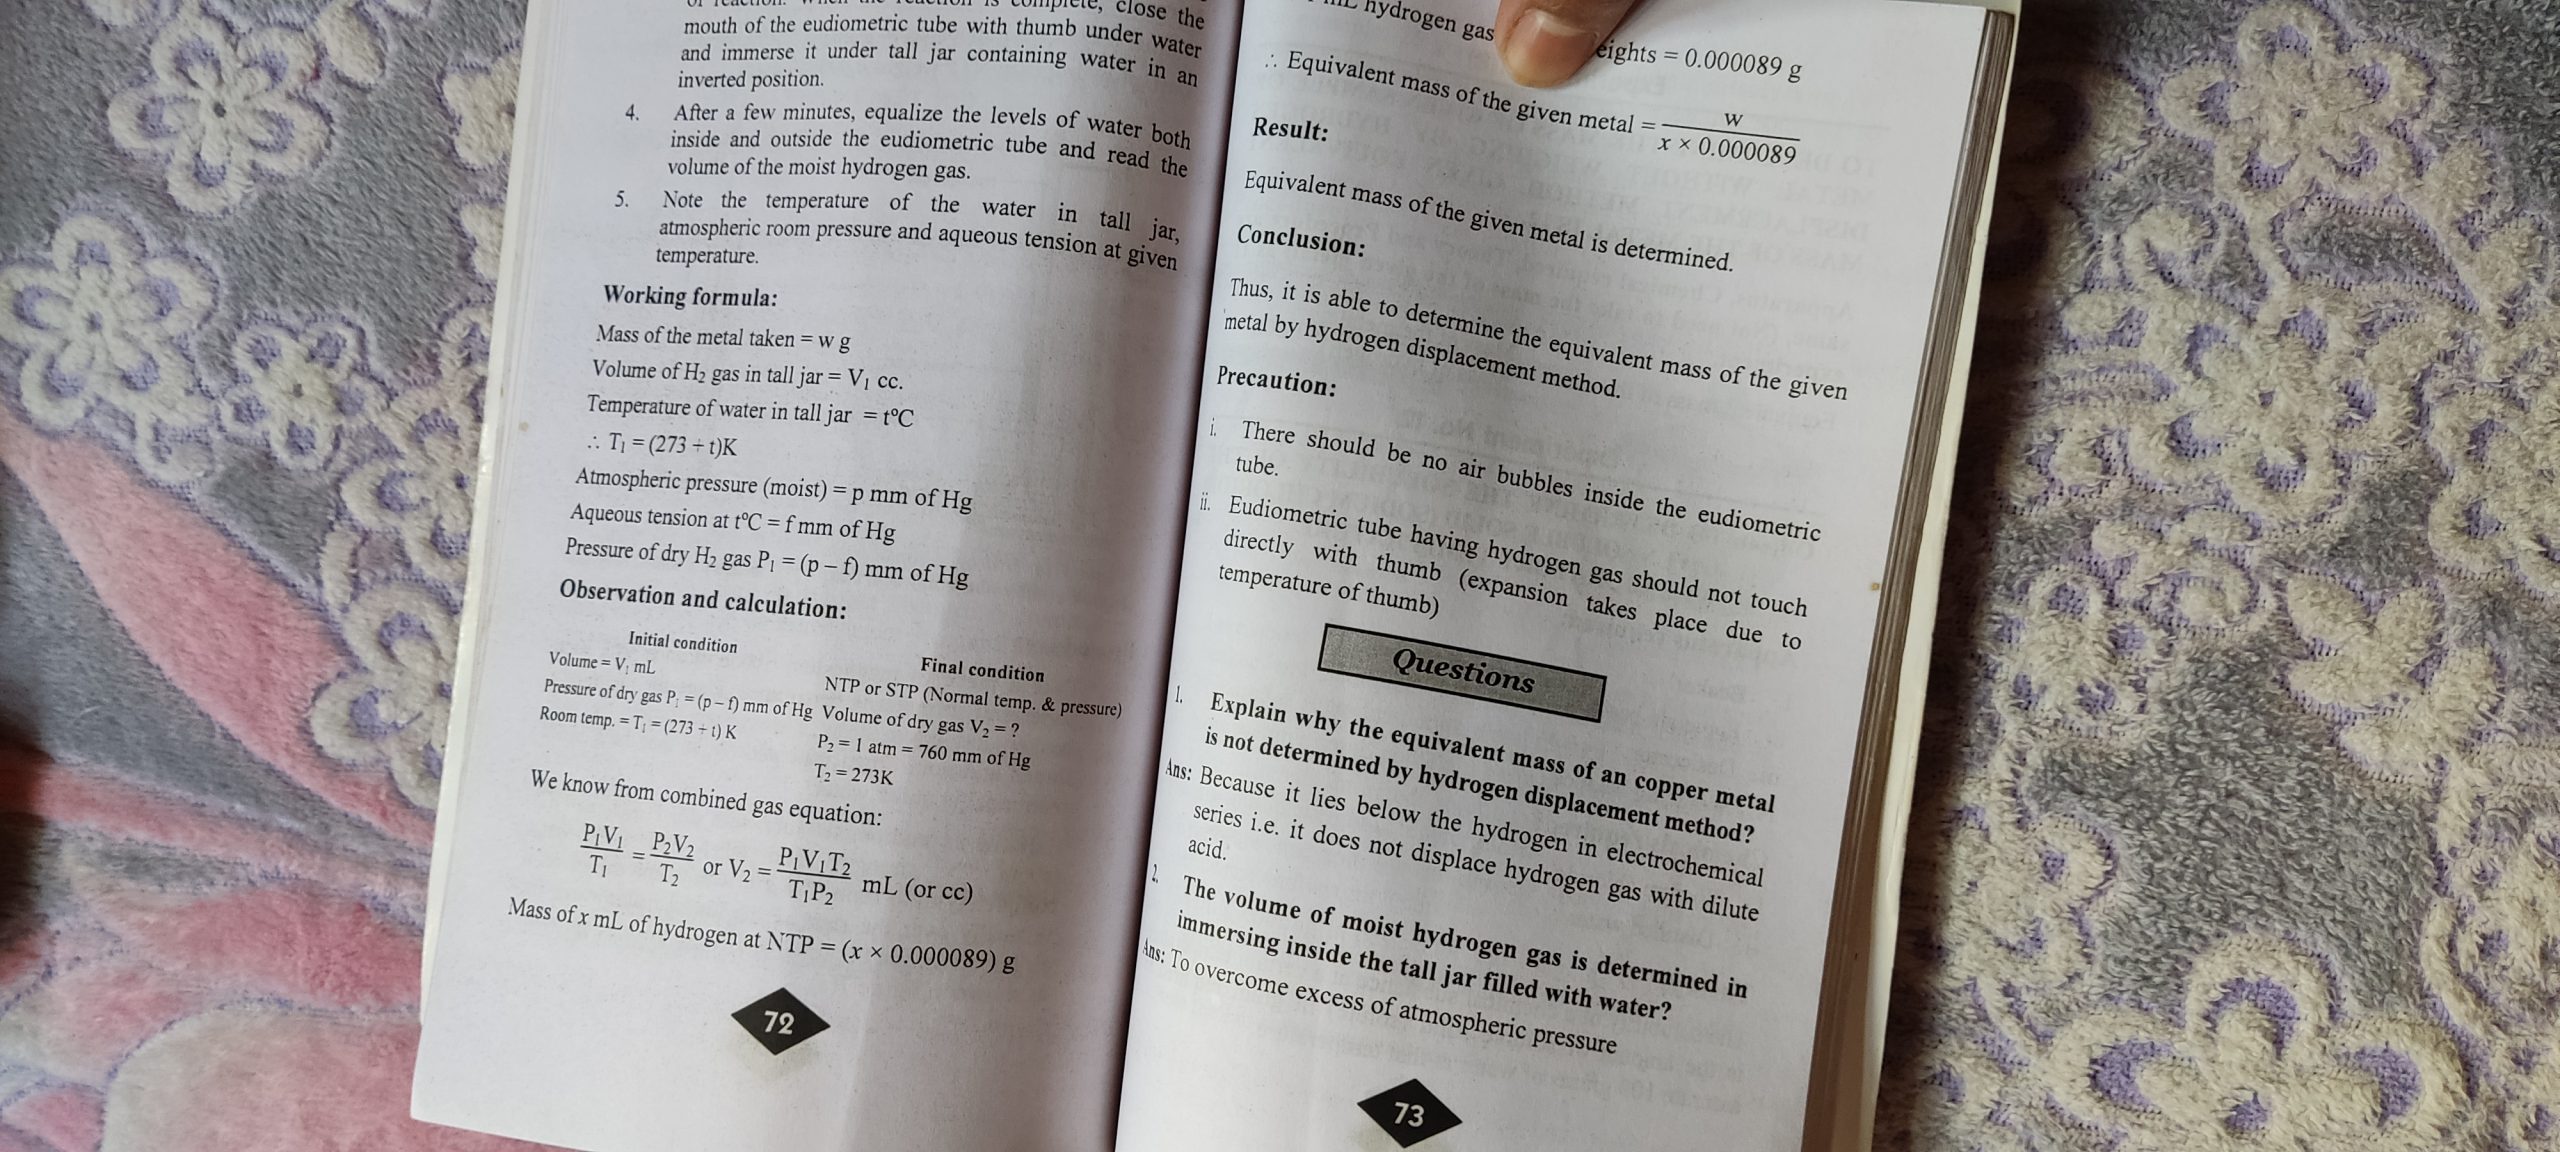 complete, close the
mouth of the eudiometric tube with thumb under water
and immerse it under tall jar containing water in an
inverted position.
4. After a few minutes, equalize the levels of water both
inside and outside the eudiometric tube and read the
volume of the moist hydrogen gas.
5. Note the temperature of the water in tall jar,
atmospheric room pressure and aqueous tension at given
temperature.
Working formula:
Mass of the metal taken = w g
Volume of H₂ gas in tall jar = V₁ cc.
Temperature of water in tall jar = t°C
∴ T₁ = (273 + t)K
Atmospheric pressure (moist) = p mm of Hg
Aqueous tension at t°C = f mm of Hg
Pressure of dry H₂ gas P₁ = (p – f) mm of Hg
Observation and calculation:
Initial condition
Volume = V₁ mL
Pressure of dry gas P₁ = (p – f) mm of Hg
Room temp. = T₁ = (273 + t) K
Final condition
NTP or STP (Normal temp. & pressure)
Volume of dry gas V₂ = ?
P₂ = 1 atm = 760 mm of Hg
T₂ = 273K
We know from combined gas equation:
P₁V₁/T₁ = P₂V₂/T₂ or V₂ = P₁V₁T₂/T₁P₂ mL (or cc)
Mass of x mL of hydrogen at NTP = (x × 0.000089) g
72
mL hydrogen gas eights = 0.000089 g
∴ Equivalent mass of the given metal = w/x × 0.000089
Result:
Equivalent mass of the given metal is determined.
Conclusion:
Thus, it is able to determine the equivalent mass of the given
metal by hydrogen displacement method.
Precaution:
i. There should be no air bubbles inside the eudiometric
tube.
ii. Eudiometric tube having hydrogen gas should not touch
directly with thumb (expansion takes place due to
temperature of thumb)
Questions
1. Explain why the equivalent mass of an copper metal
is not determined by hydrogen displacement method?
Ans: Because it lies below the hydrogen in electrochemical
series i.e. it does not displace hydrogen gas with dilute
acid.
2. The volume of moist hydrogen gas is determined in
immersing inside the tall jar filled with water?
Ans: To overcome excess of atmospheric pressure
73